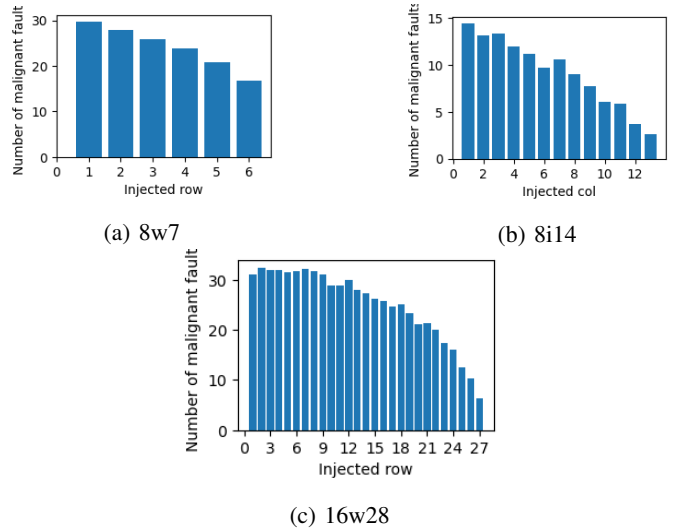 Number of malignant fault
30
20
10
0
0 1 2 3 4 5 6
Injected row
(a) 8w7
Number of malignant faults
15
10
5
0
0 2 4 6 8 10 12
Injected col
(b) 8i14
Number of malignant fault
30
20
10
0
0 3 6 9 12 15 18 21 24 27
Injected row
(c) 16w28